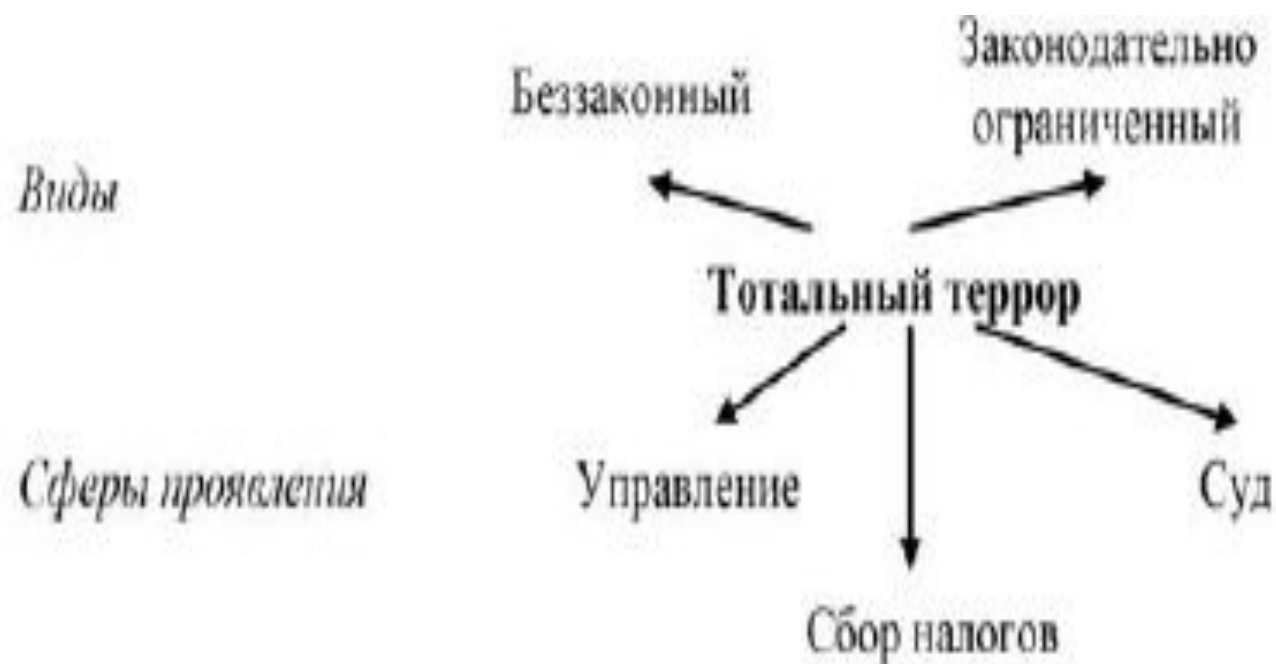 Законодательно
Беззаконный
ограниченный
Виды
Тотальный террор
Сферы проявления
Управление
Суд
Сбор налогов